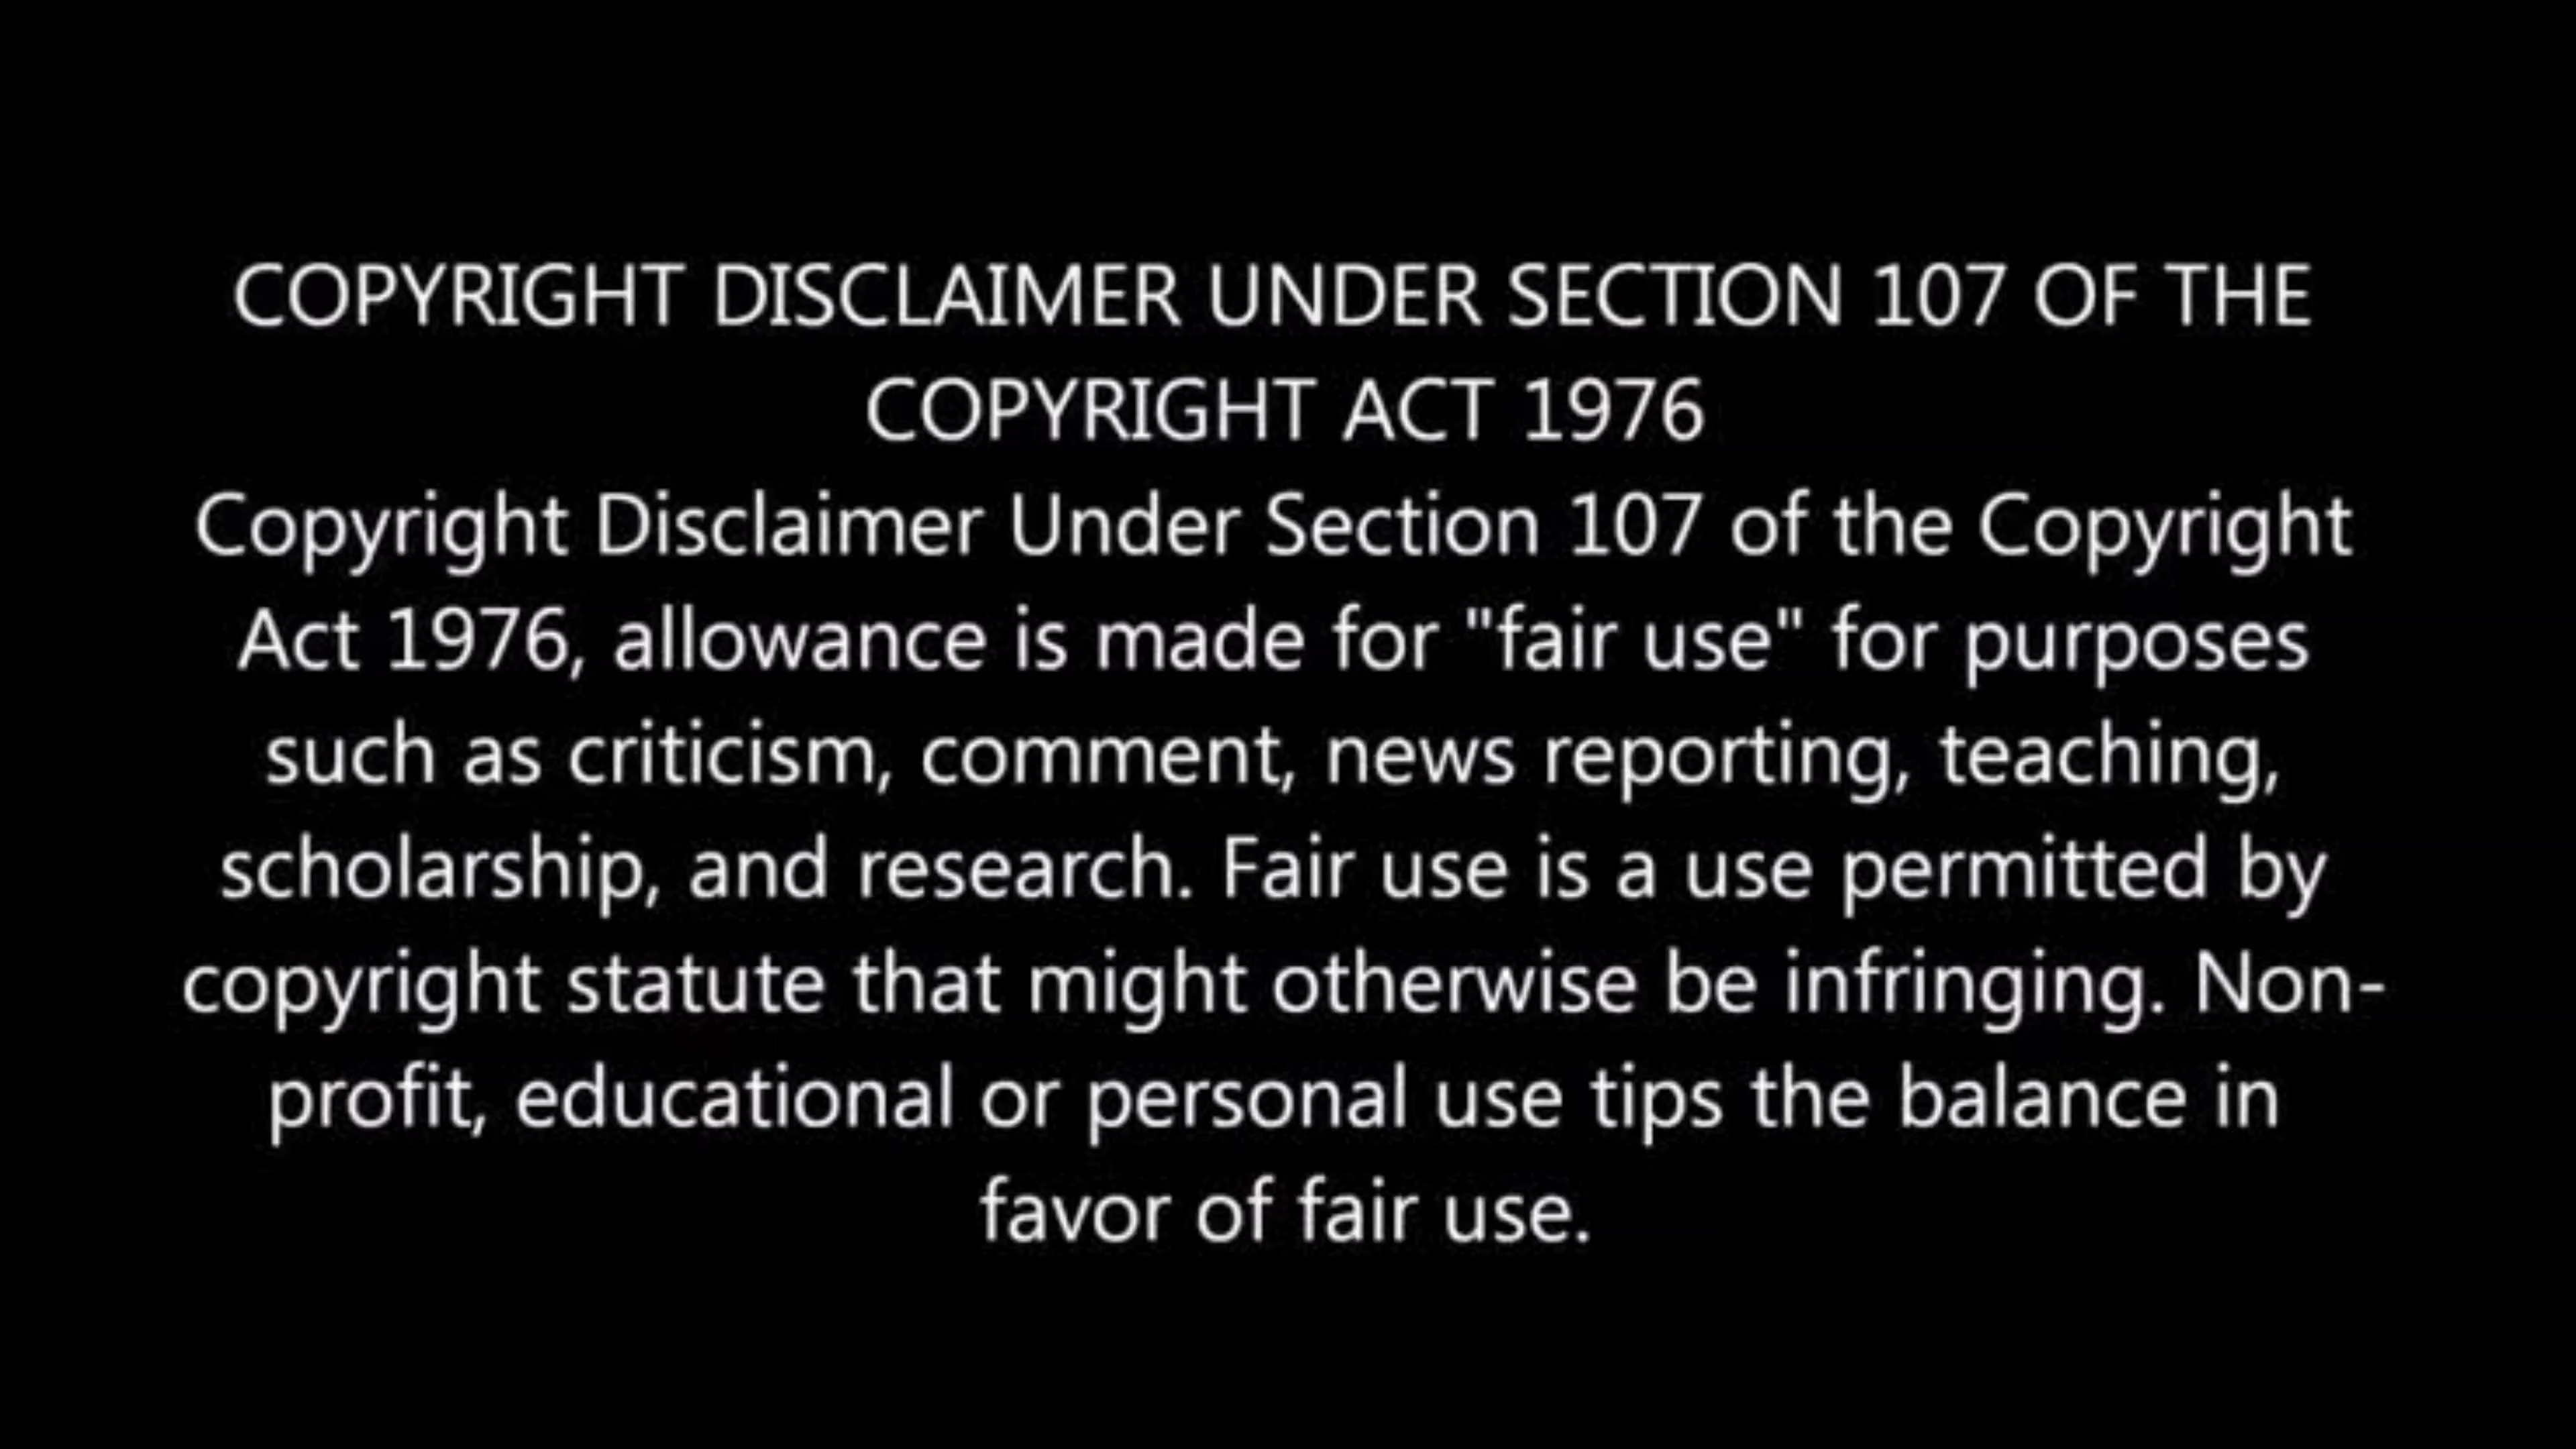 COPYRIGHT DISCLAIMER UNDER SECTION 107 OF THE
COPYRIGHT ACT 1976
Copyright Disclaimer Under Section 107 of the Copyright
Act 1976, allowance is made for "fair use" for purposes
such as criticism, comment, news reporting, teaching,
scholarship, and research. Fair use is a use permitted by
copyright statute that might otherwise be infringing. Non-
profit, educational or personal use tips the balance in
favor of fair use.